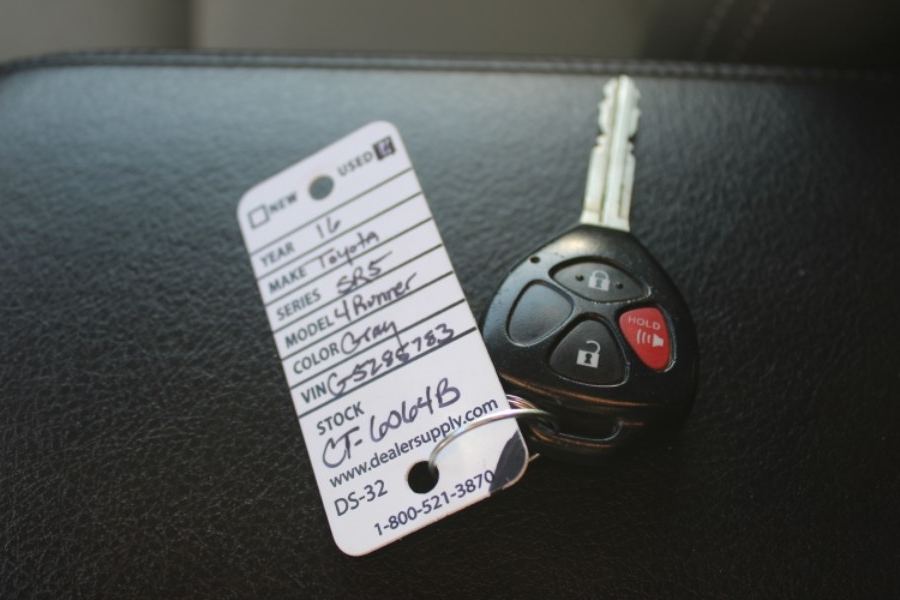 NEW USED
YEAR 16
MAKE Toyota
SERIES SR5
MODEL 4Runner
COLOR Gray
VIN G5285783
STOCK
CT-6064B
www.dealersupply.com
DS-32
1-800-521-3870
HOLD